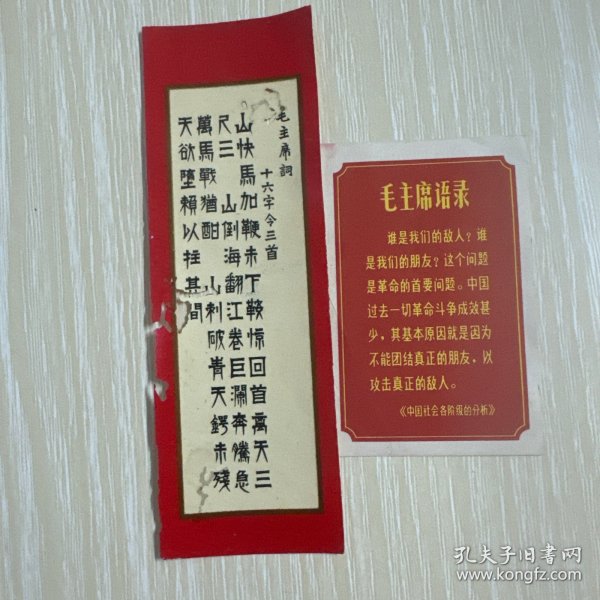 毛主席詞
十六字令三首
山快馬加鞭未下鞍惊回首离天三
尺三 山倒海翻江卷巨瀾奔騰急
萬馬戰猶酣 山刺破青天鍔未殘
天欲墮賴以拄其間
毛主席语录
谁是我们的敌人？谁
是我们的朋友？这个问题
是革命的首要问题。中国
过去一切革命斗争成效甚
少，其基本原因就是因为
不能团结真正的朋友，以
攻击真正的敌人。
《中国社会各阶级的分析》
孔夫子旧书网
www.kongfz.com